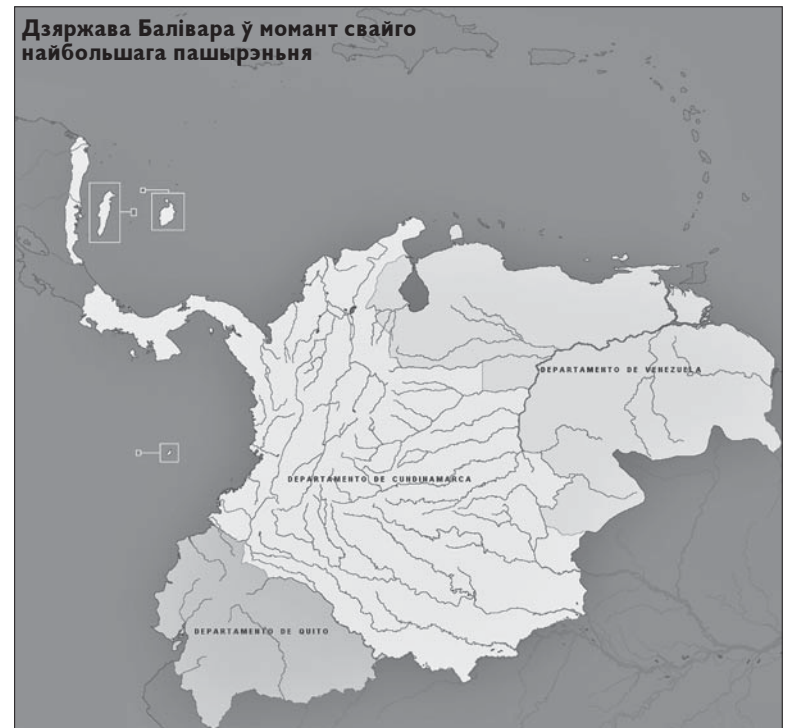 Дзяржава Балівара ў момант свайго
найбольшага пашырэньня
DEPARTAMENTO DE VENEZUELA
DEPARTAMENTO DE CUNDINAMARCA
DEPARTAMENTO DE QUITO